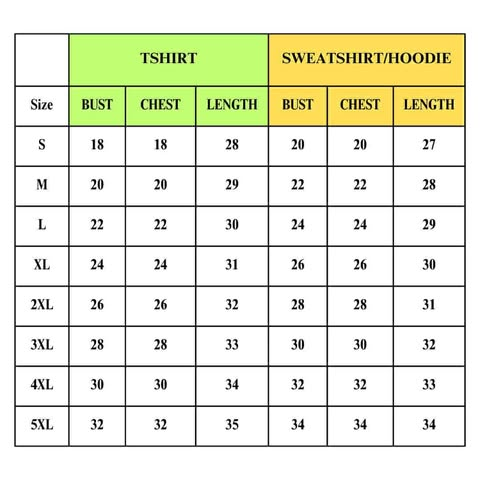 TSHIRT SWEATSHIRT/HOODIE
Size BUST CHEST LENGTH BUST CHEST LENGTH
S 18 18 28 20 20 27
M 20 20 29 22 22 28
L 22 22 30 24 24 29
XL 24 24 31 26 26 30
2XL 26 26 32 28 28 31
3XL 28 28 33 30 30 32
4XL 30 30 34 32 32 33
5XL 32 32 35 34 34 34